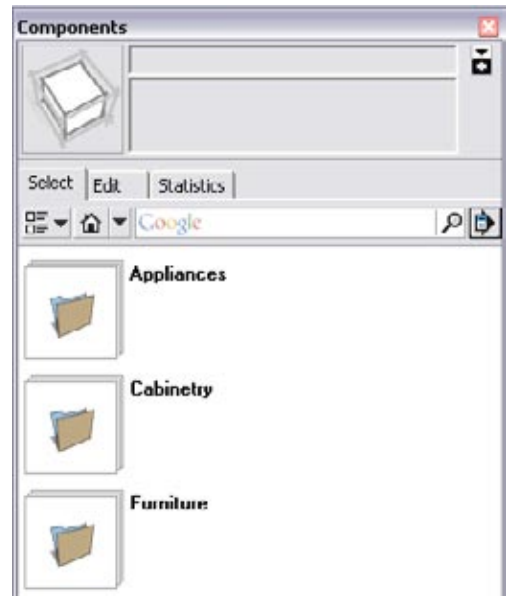 Components
Select Edit Statistics
Google
Appliances
Cabinetry
Furniture